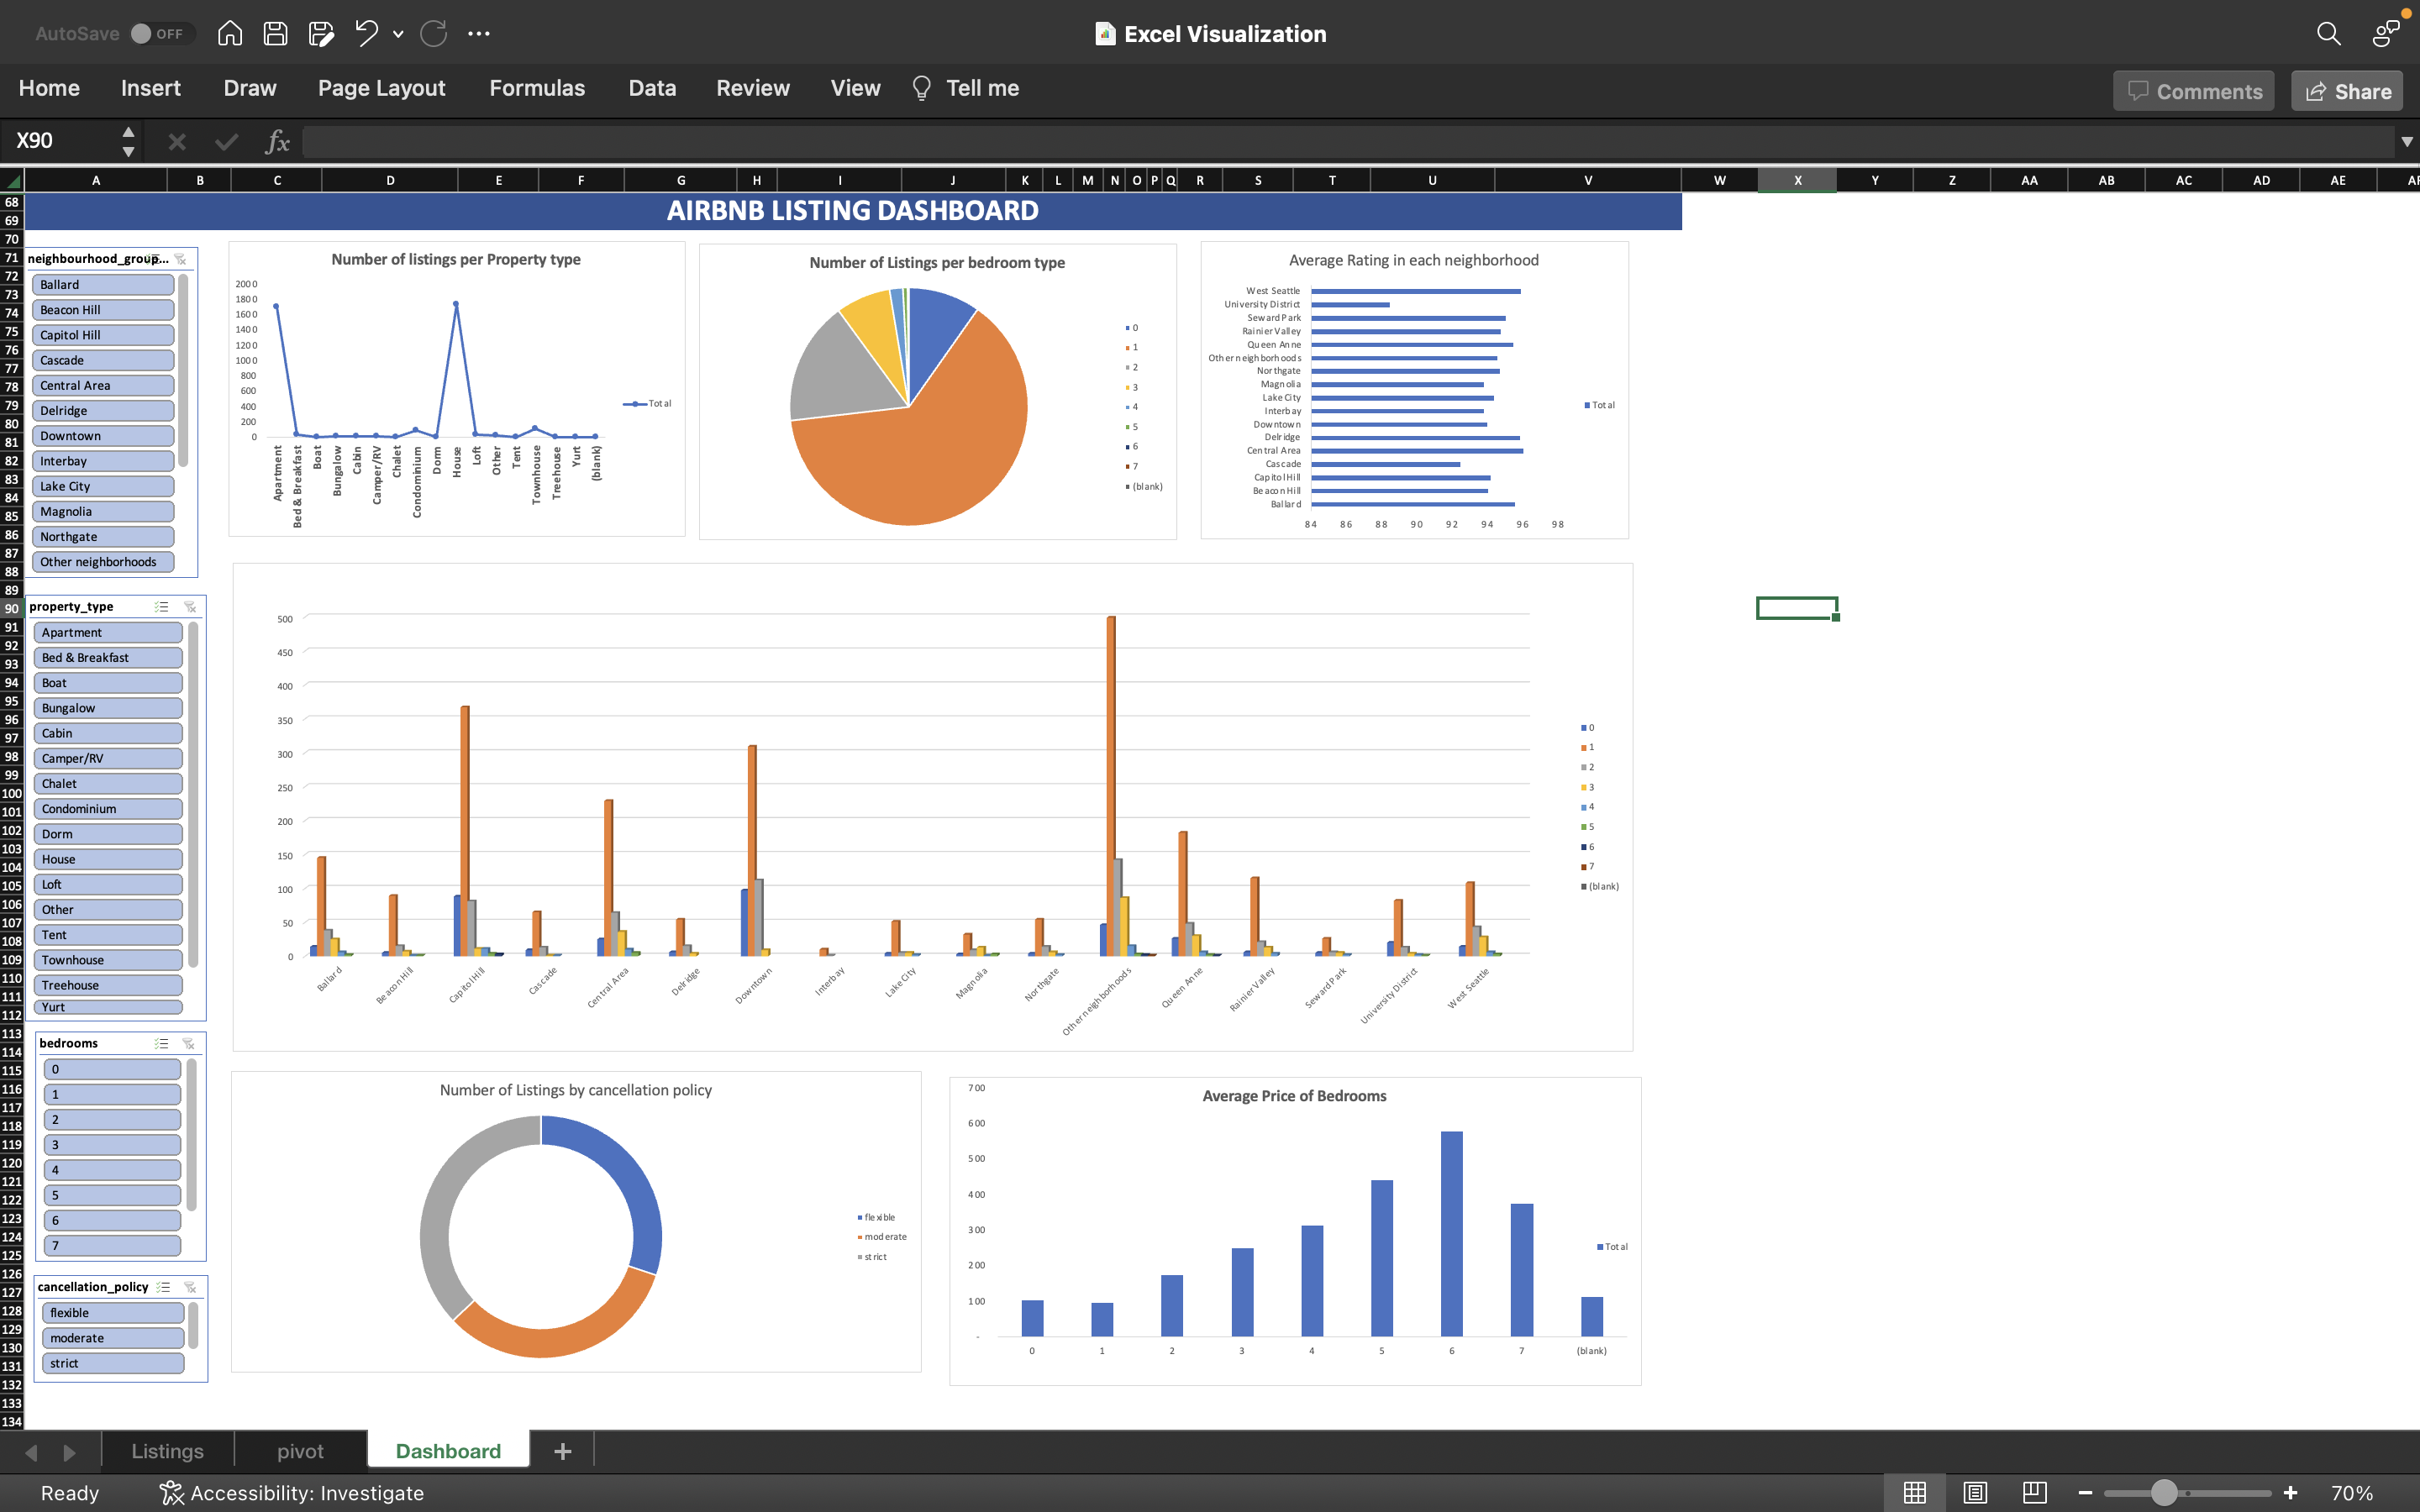 AutoSave OFF
Excel Visualization
Home Insert Draw Page Layout Formulas Data Review View Tell me
Comments Share
X90 fx
A B C D E F G H I J K L M N O P Q R S T U V W X Y Z AA AB AC AD AE
68
69
70
71
72
73
74
75
76
77
78
79
80
81
82
83
84
85
86
87
88
89
90
91
92
93
94
95
96
97
98
99
100
101
102
103
104
105
106
107
108
109
110
111
112
113
114
115
116
117
118
119
120
121
122
123
124
125
126
127
128
129
130
131
132
133
134
AIRBNB LISTING DASHBOARD
neighbourhood_group...
Ballard
Beacon Hill
Capitol Hill
Cascade
Central Area
Delridge
Downtown
Interbay
Lake City
Magnolia
Northgate
Other neighborhoods
property_type
Apartment
Bed & Breakfast
Boat
Bungalow
Cabin
Camper/RV
Chalet
Condominium
Dorm
House
Loft
Other
Tent
Townhouse
Treehouse
Yurt
bedrooms
0
1
2
3
4
5
6
7
cancellation_policy
flexible
moderate
strict
Number of listings per Property type
2000
1800
1600
1400
1200
1000
800
600
400
200
0
Apartment
Bed & Breakfast
Boat
Bungalow
Cabin
Camper/RV
Chalet
Condominium
Dorm
House
Loft
Other
Tent
Townhouse
Treehouse
Yurt
(blank)
Total
Number of Listings per bedroom type
0
1
2
3
4
5
6
7
(blank)
Average Rating in each neighborhood
West Seattle
University District
Seward Park
Rainier Valley
Queen Anne
Other neighborhoods
Northgate
Magnolia
Lake City
Interbay
Downtown
Delridge
Central Area
Cascade
Capitol Hill
Beacon Hill
Ballard
84 86 88 90 92 94 96 98
Total
500
450
400
350
300
250
200
150
100
50
0
Ballard
Beacon Hill
Capitol Hill
Cascade
Central Area
Delridge
Downtown
Interbay
Lake City
Magnolia
Northgate
Other neighborhoods
Queen Anne
Rainier Valley
Seward Park
University District
West Seattle
0
1
2
3
4
5
6
7
(blank)
Number of Listings by cancellation policy
flexible
moderate
strict
Average Price of Bedrooms
700
600
500
400
300
200
100
-
0 1 2 3 4 5 6 7 (blank)
Total
Listings pivot Dashboard +
Ready Accessibility: Investigate
70%